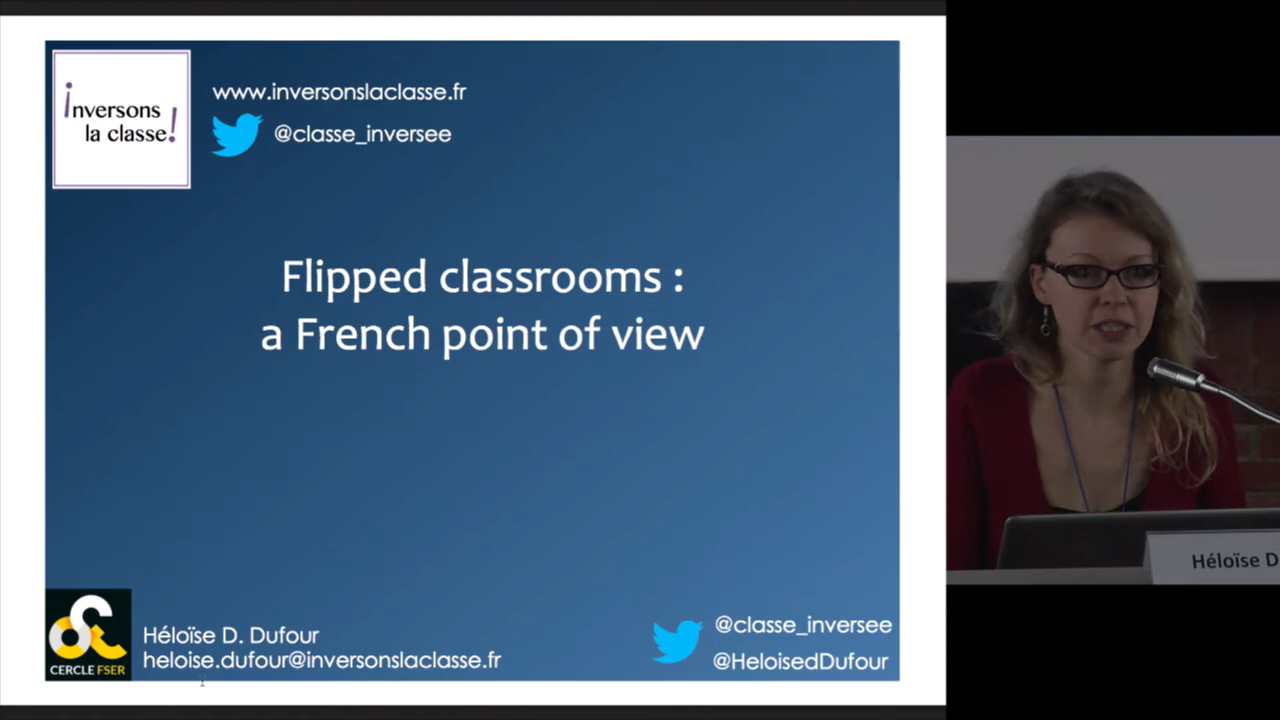 inversons
la classe!
www.inversonslaclasse.fr
@classe_inversee
Flipped classrooms :
a French point of view
CERCLE FSER
Héloïse D. Dufour
heloise.dufour@inversonslaclasse.fr
@classe_inversee
@HeloisedDufour
Héloïse D